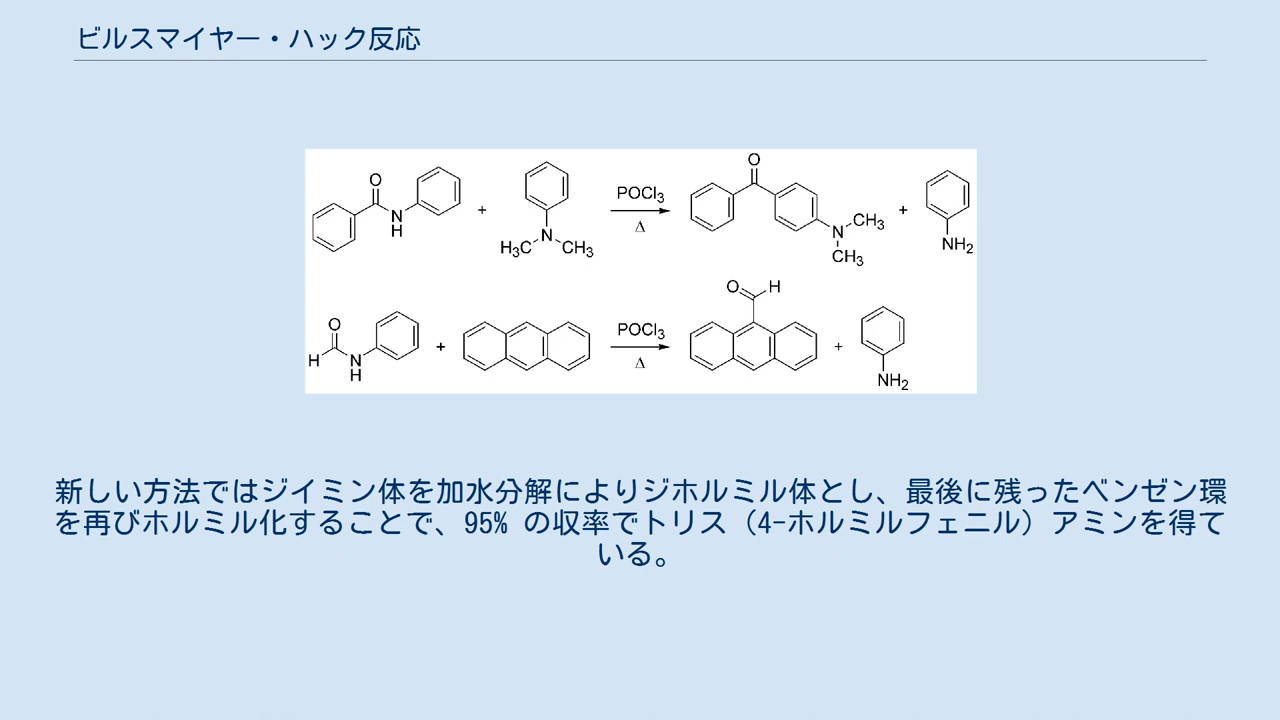 ビルスマイヤー・ハック反応
O
N
H
+
N
H₃C
CH₃
POCl₃
Δ
O
N
CH₃
CH₃
+
NH₂
H
O
N
H
+
POCl₃
Δ
O
H
+
NH₂
新しい方法ではジイミン体を加水分解によりジホルミル体とし、最後に残ったベンゼン環
を再びホルミル化することで、95% の収率でトリス（4-ホルミルフェニル）アミンを得て
いる。